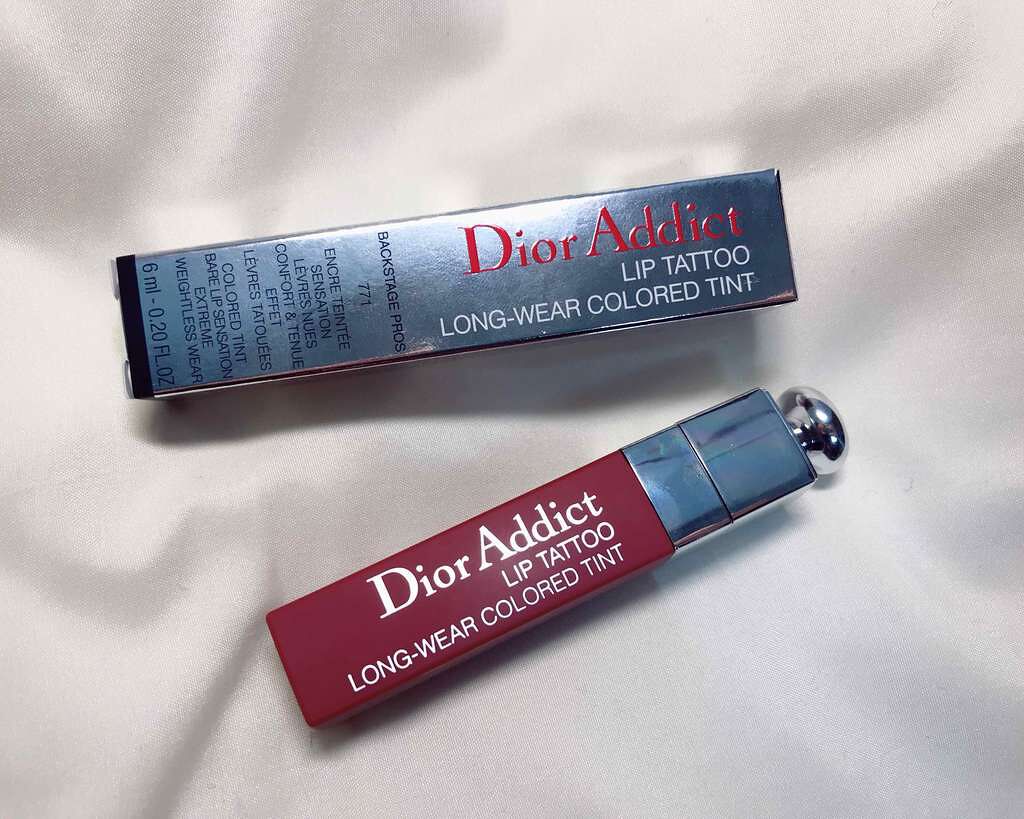 Dior Addict
LIP TATTOO
LONG-WEAR COLORED TINT
BACKSTAGE PROS
771
ENCRE TEINTÉE
SENSATION
LÈVRES NUES
CONFORT & TENUE
EFFET
LÈVRES TATOUÉES
COLORED TINT
BARE LIP SENSATION
EXTREME
WEIGHTLESS WEAR
6 ml - 0.20 FL.OZ
Dior Addict
LIP TATTOO
LONG-WEAR COLORED TINT